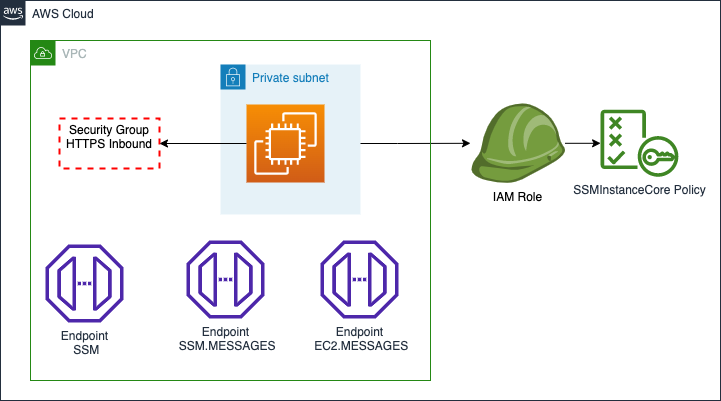 aws
AWS Cloud
VPC
Private subnet
Security Group
HTTPS Inbound
IAM Role
SSMInstanceCore Policy
Endpoint
SSM
Endpoint
SSM.MESSAGES
Endpoint
EC2.MESSAGES